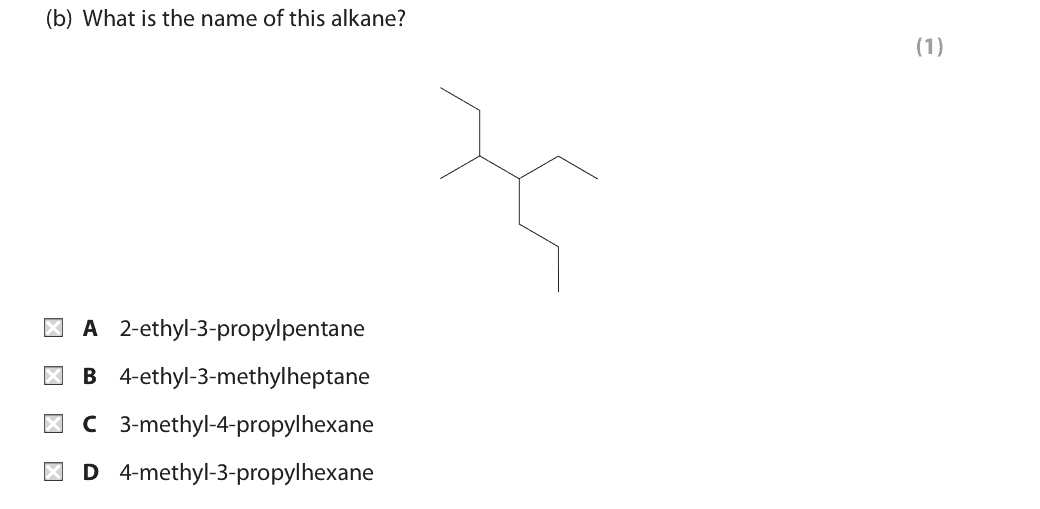 (b) What is the name of this alkane?
(1)
A 2-ethyl-3-propylpentane
B 4-ethyl-3-methylheptane
C 3-methyl-4-propylhexane
D 4-methyl-3-propylhexane